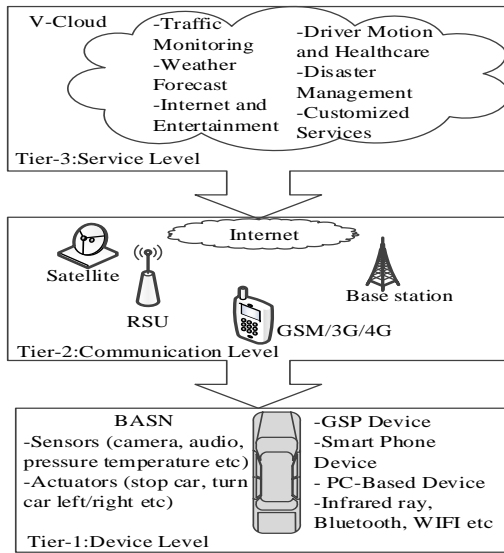 V-Cloud
-Traffic
Monitoring
-Weather
Forecast
-Internet and
Entertainment
-Driver Motion
and Healthcare
-Disaster
Management
-Customized
Services
Tier-3:Service Level
Internet
Satellite
RSU
Base station
GSM/3G/4G
Tier-2:Communication Level
BASN
-Sensors (camera, audio,
pressure temperature etc)
-Actuators (stop car, turn
car left/right etc)
-GSP Device
-Smart Phone
Device
- PC-Based Device
-Infrared ray,
Bluetooth, WIFI etc
Tier-1:Device Level